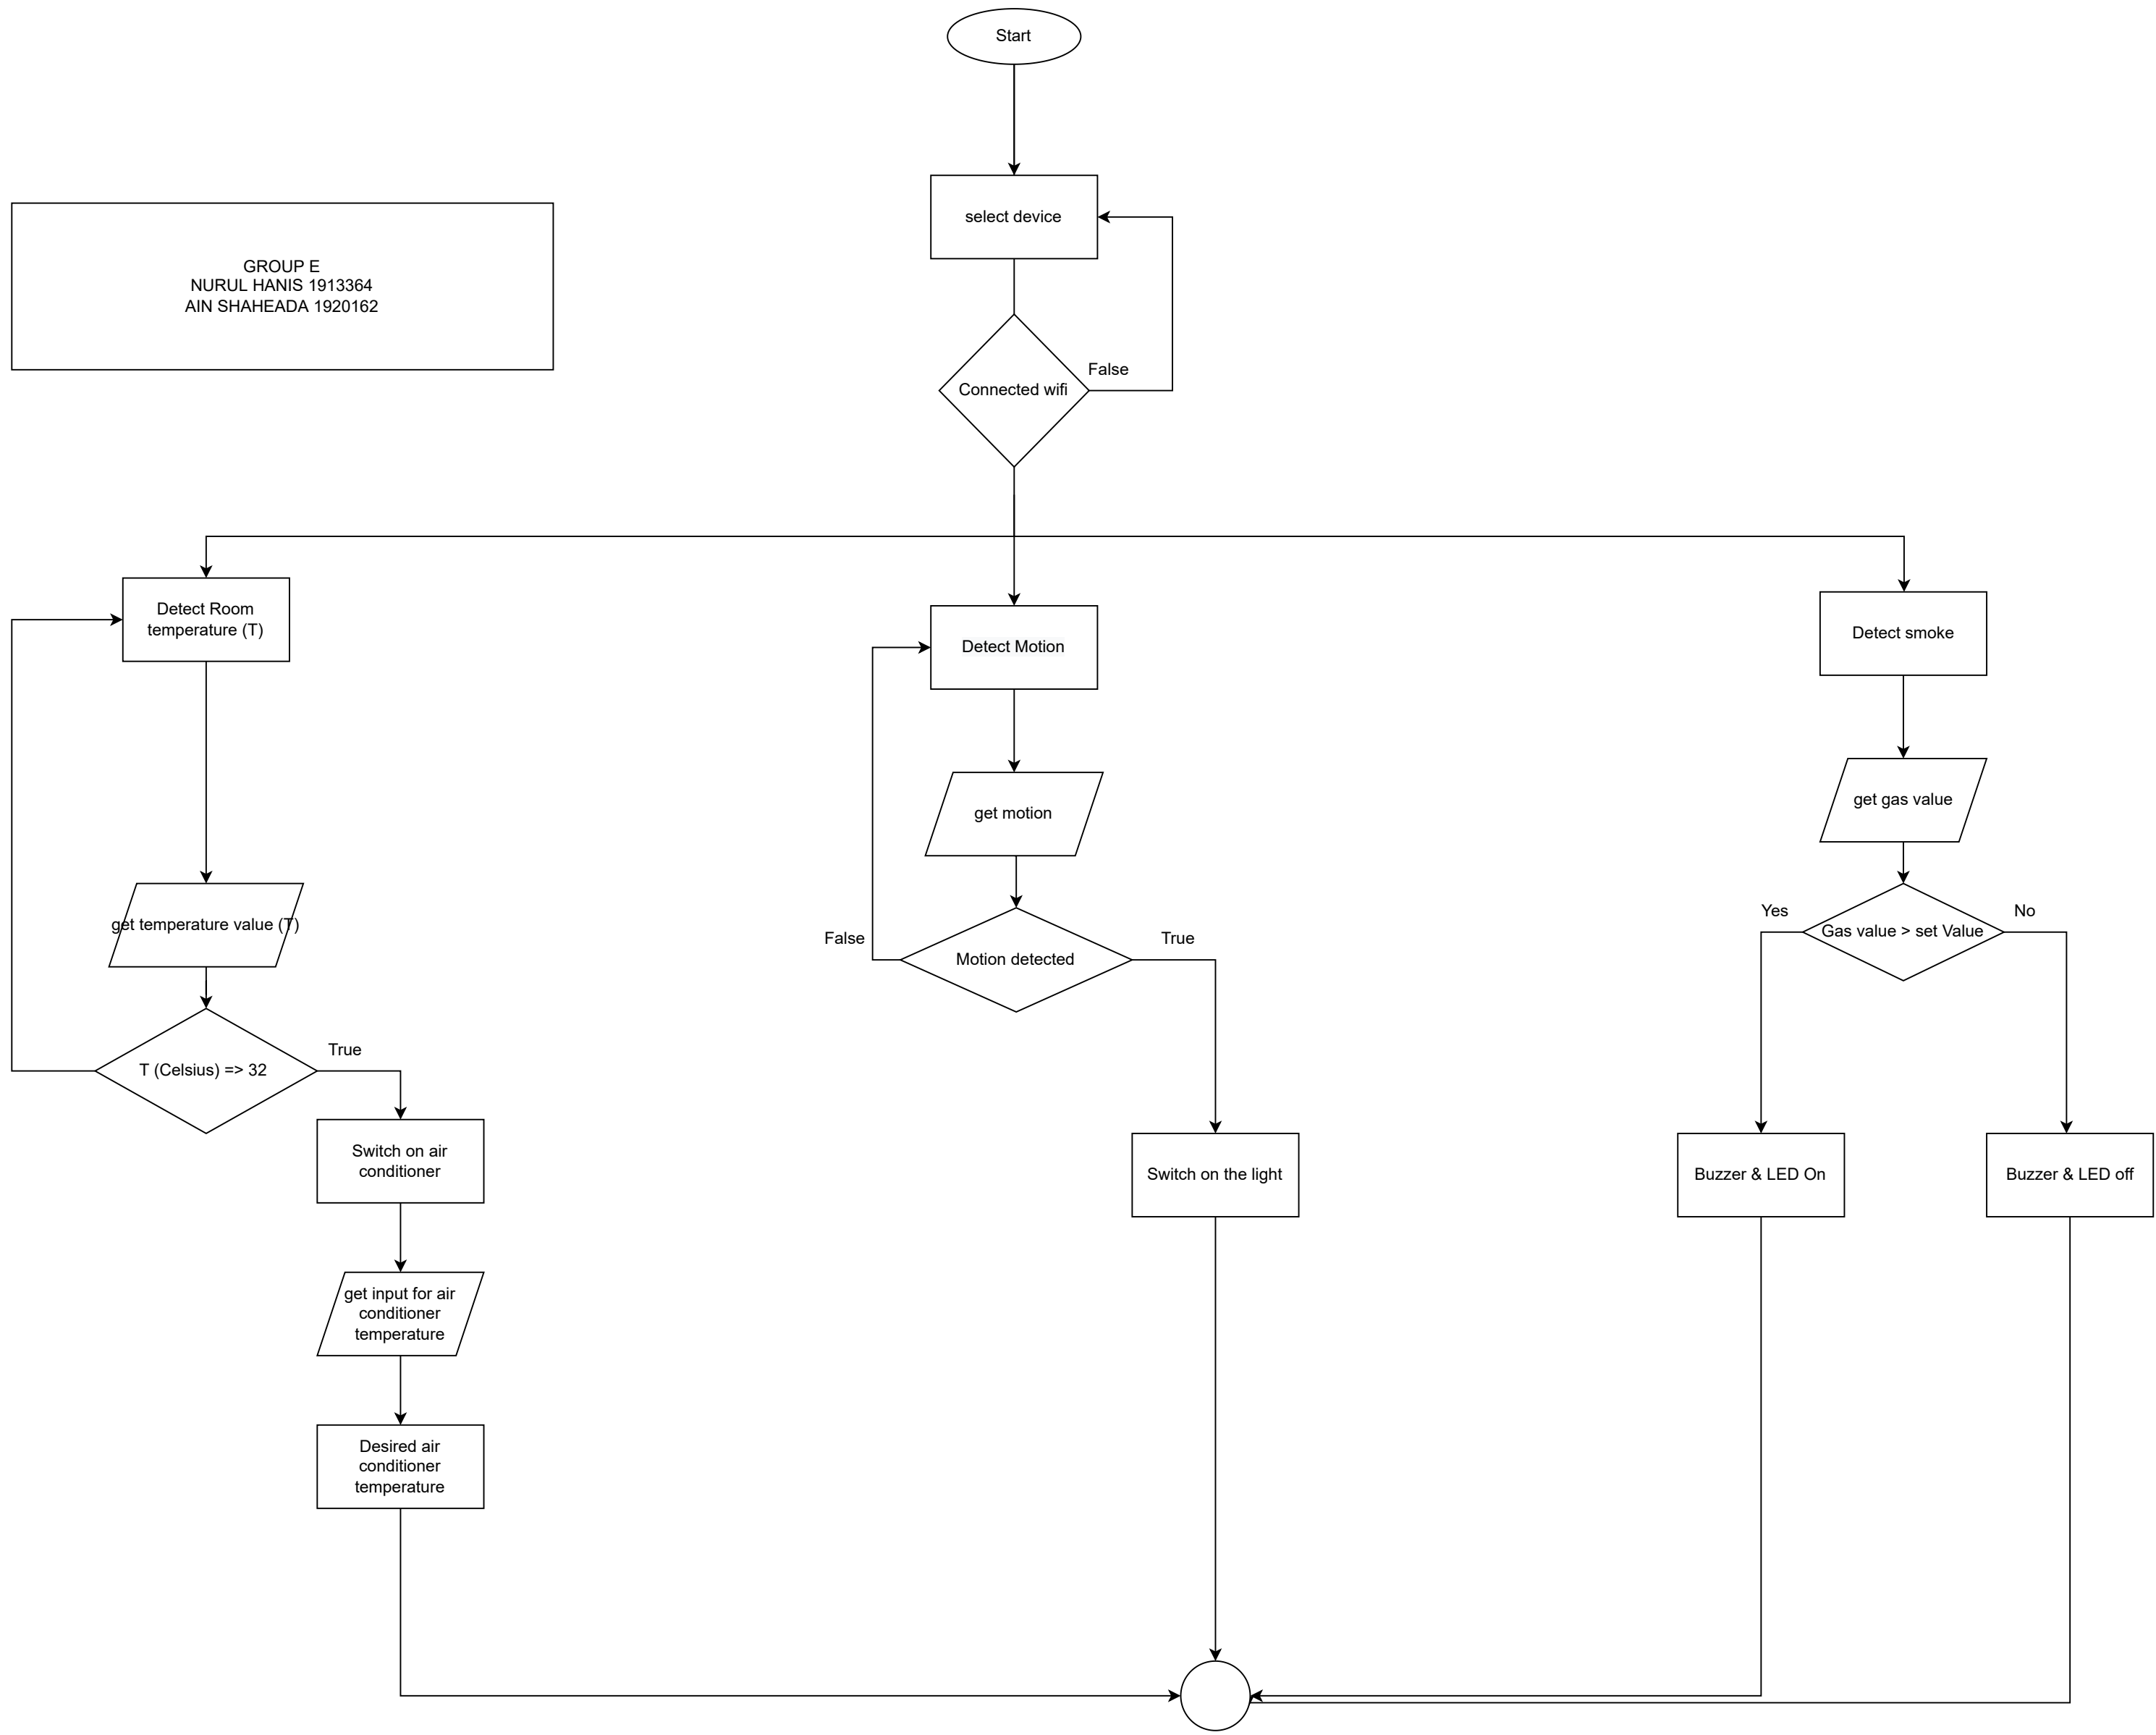 Start
select device
GROUP E
NURUL HANIS 1913364
AIN SHAHEADA 1920162
False
Connected wifi
Detect Room
temperature (T)
Detect Motion
Detect smoke
get motion
get gas value
get temperature value (T)
False
True
Motion detected
Yes
No
Gas value > set Value
True
T (Celsius) => 32
Switch on air
conditioner
Switch on the light
Buzzer & LED On
Buzzer & LED off
get input for air
conditioner
temperature
Desired air
conditioner
temperature